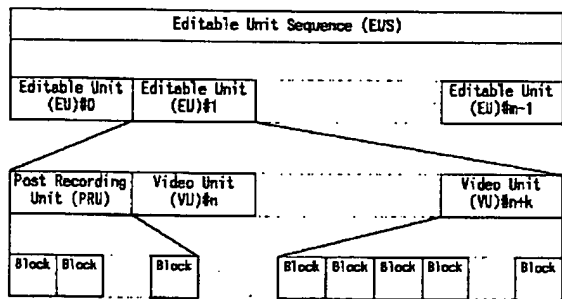 Editable Unit Sequence (EUS)
Editable Unit
(EU)#0
Editable Unit
(EU)#1
Editable Unit
(EU)#m-1
Post Recording
Unit (PRU)
Video Unit
(VU)#n
Video Unit
(VU)#n+k
Block Block Block Block Block Block Block Block